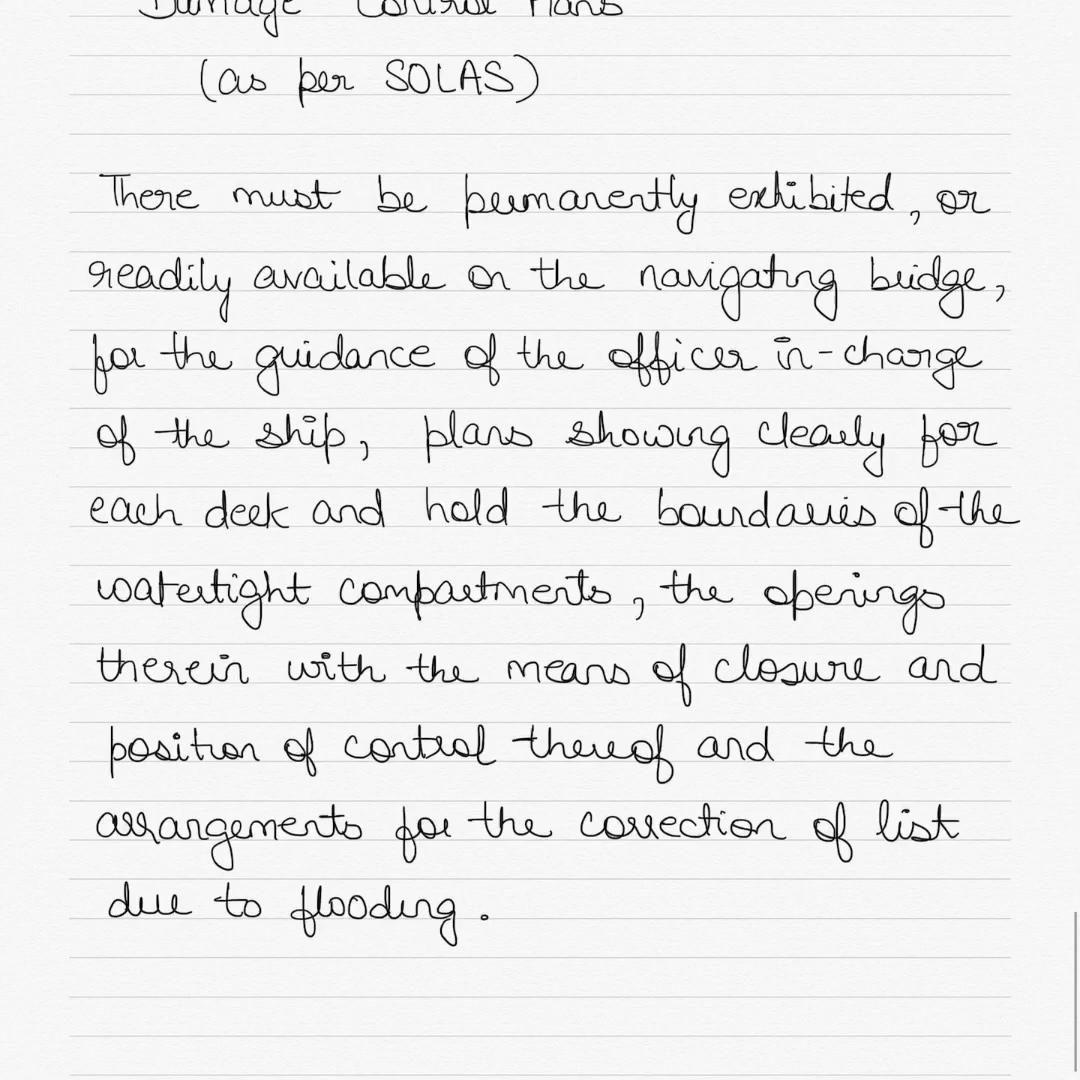 Damage Control Plans
(as per SOLAS)
There must be permanently exhibited, or
readily available on the navigating bridge,
for the guidance of the officer in-charge
of the ship, plans showing clearly for
each deck and hold the boundaries of the
watertight compartments, the openings
therein with the means of closure and
position of control thereof and the
arrangements for the correction of list
due to flooding.